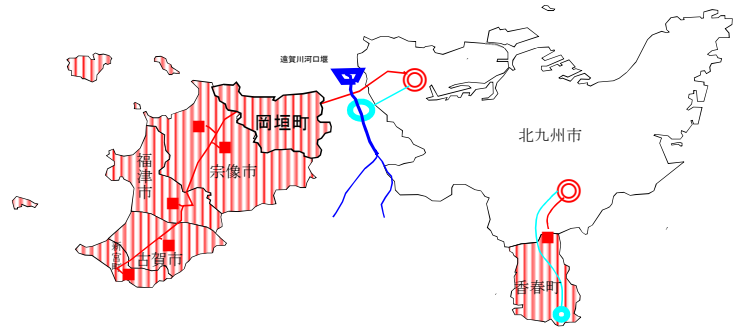 遠賀川河口堰
岡垣町
北九州市
福津市
宗像市
新宮町
古賀市
香春町